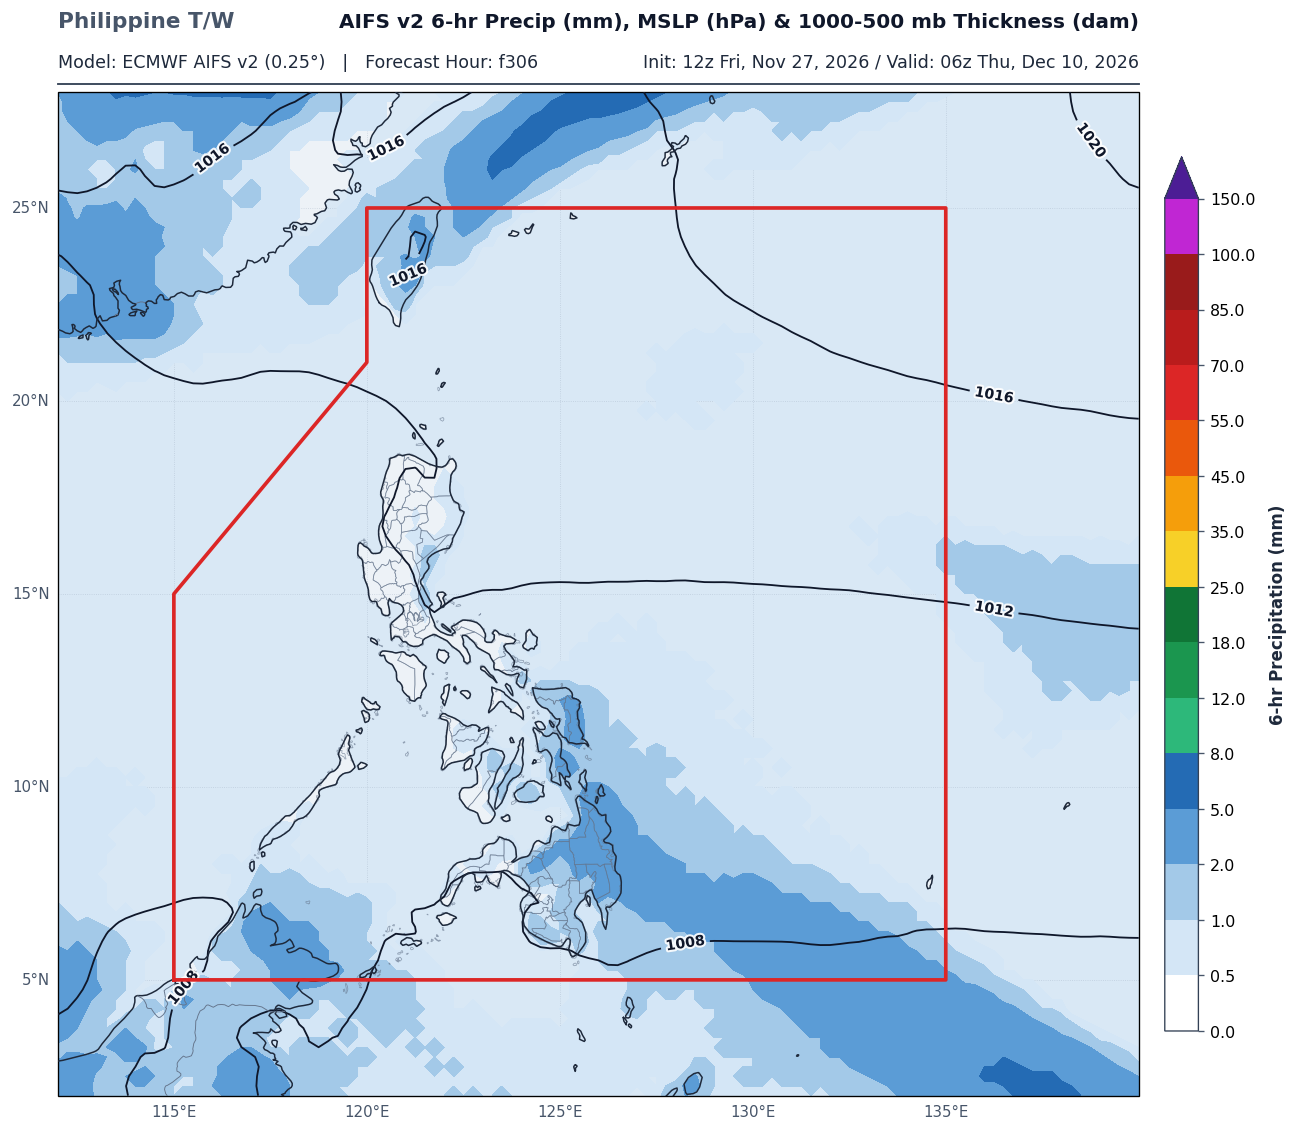 Philippine T/W
AIFS v2 6-hr Precip (mm), MSLP (hPa) & 1000-500 mb Thickness (dam)
Model: ECMWF AIFS v2 (0.25°) | Forecast Hour: f306
Init: 12z Fri, Nov 27, 2026 / Valid: 06z Thu, Dec 10, 2026
1016
1016
1020
1016
1016
1012
1008
1008
25°N
20°N
15°N
10°N
5°N
115°E
120°E
125°E
130°E
135°E
150.0
100.0
85.0
70.0
55.0
45.0
35.0
25.0
18.0
12.0
8.0
5.0
2.0
1.0
0.5
0.0
6-hr Precipitation (mm)